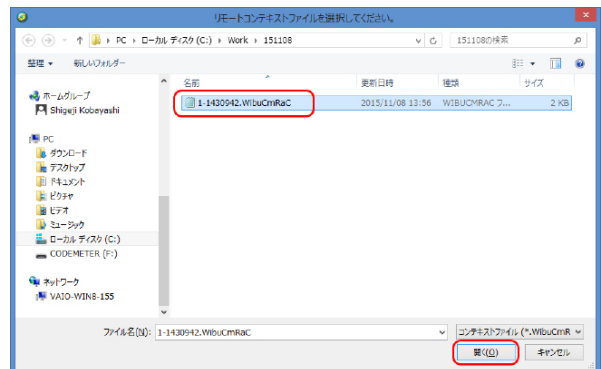 リモートコンテキストファイルを選択してください。
PC ▸ ローカル ディスク (C:) ▸ Work ▸ 151108
151108の検索
整理 ▼ 新しいフォルダー
名前 更新日時 種類 サイズ
1-1430942.WibuCmRaC 2015/11/08 13:56 WIBUCMRAC フ... 2 KB
ホームグループ
Shigeji Kobayashi
PC
ダウンロード
デスクトップ
ドキュメント
ピクチャ
ビデオ
ミュージック
ローカル ディスク (C:)
CODEMETER (F:)
ネットワーク
VAIO-WIN8-155
ファイル名(N): 1-1430942.WibuCmRaC コンテキストファイル (*.WibuCmR
開く(O) キャンセル